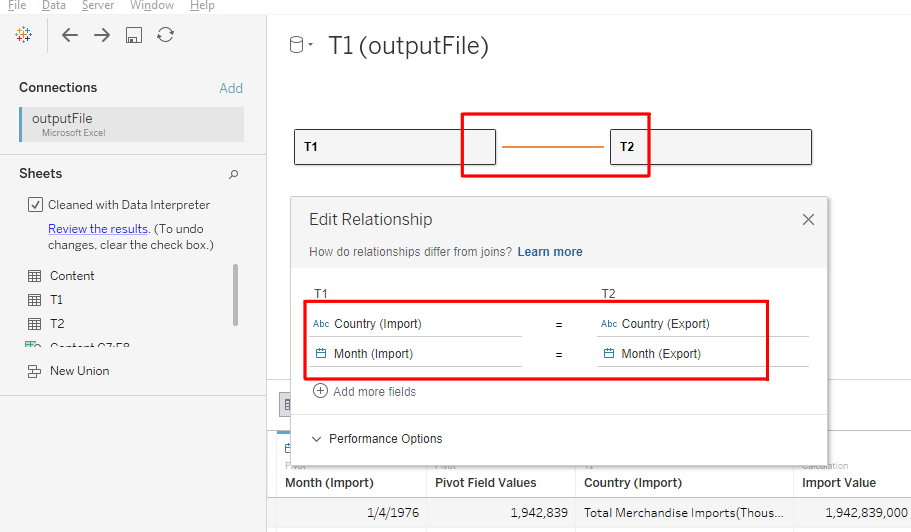 File Data Server Window Help
T1 (outputFile)
Connections
Add
outputFile
Microsoft Excel
T1
T2
Sheets
Cleaned with Data Interpreter
Review the results. (To undo
changes, clear the check box.)
Content
T1
T2
Content C7:E8
New Union
Edit Relationship
How do relationships differ from joins? Learn more
T1 T2
Abc Country (Import) = Abc Country (Export)
Month (Import) = Month (Export)
Add more fields
Performance Options
Pivot Pivot T1 Calculation
Month (Import) Pivot Field Values Country (Import) Import Value
1/4/1976 1,942,839 Total Merchandise Imports(Thous... 1,942,839,000